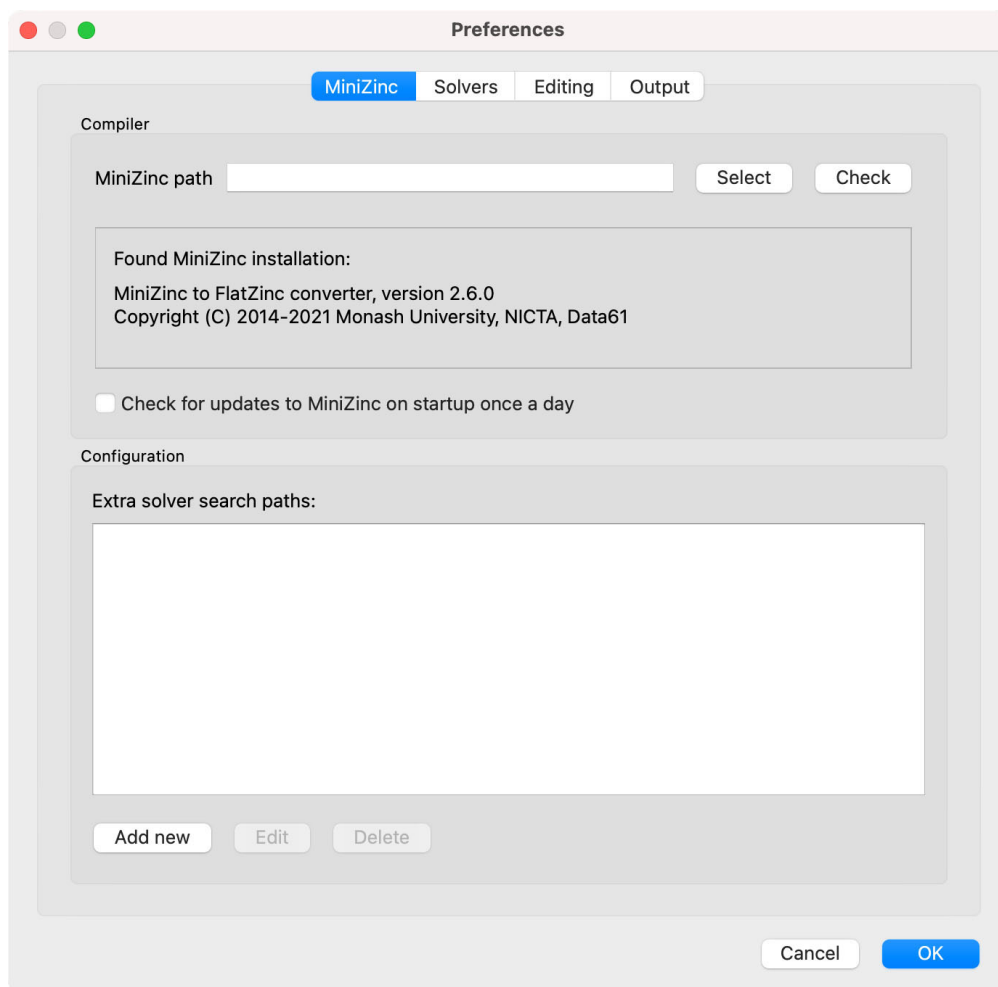 Preferences
MiniZinc Solvers Editing Output
Compiler
MiniZinc path Select Check
Found MiniZinc installation:
MiniZinc to FlatZinc converter, version 2.6.0
Copyright (C) 2014-2021 Monash University, NICTA, Data61
Check for updates to MiniZinc on startup once a day
Configuration
Extra solver search paths:
Add new Edit Delete
Cancel OK